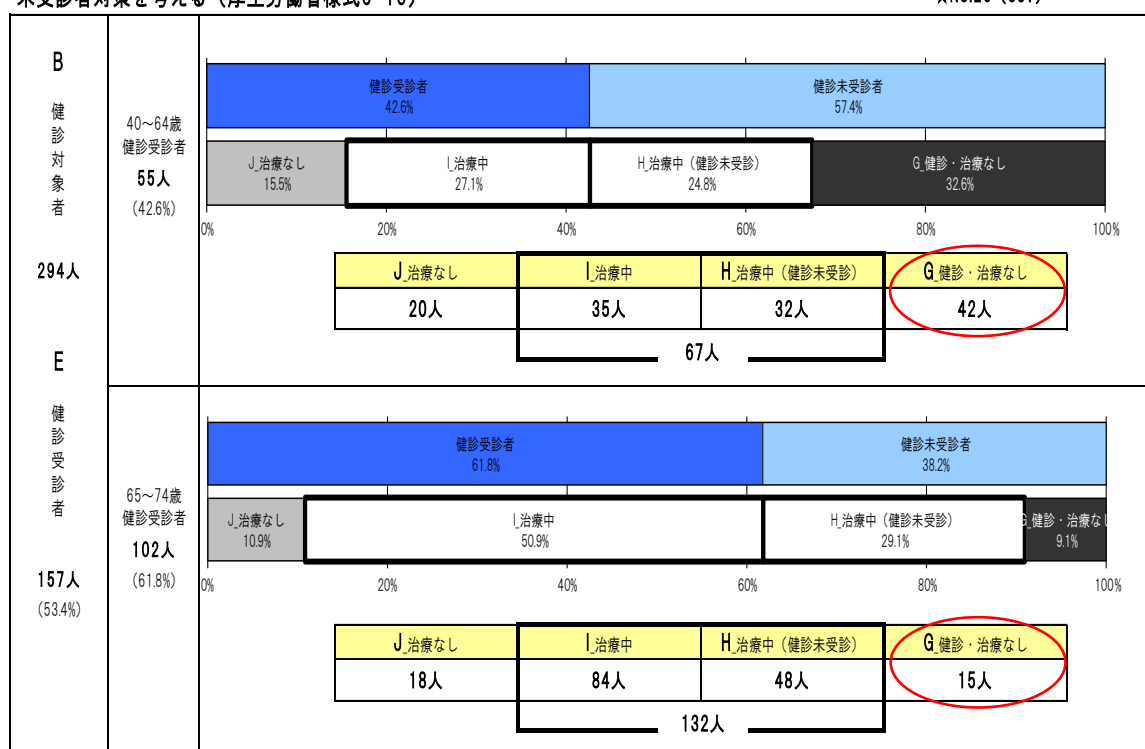 B
健診対象者
294人
E
健診受診者
157人
(53.4%)
40～64歳
健診受診者
55人
(42.6%)
健診受診者
42.6%
健診未受診者
57.4%
J_治療なし
15.5%
I_治療中
27.1%
H_治療中（健診未受診）
24.8%
G_健診・治療なし
32.6%
0% 20% 40% 60% 80% 100%
J_治療なし I_治療中 H_治療中（健診未受診） G_健診・治療なし
20人 35人 32人 42人
67人
65～74歳
健診受診者
102人
(61.8%)
健診受診者
61.8%
健診未受診者
38.2%
J_治療なし
10.9%
I_治療中
50.9%
H_治療中（健診未受診）
29.1%
G_健診・治療なし
9.1%
0% 20% 40% 60% 80% 100%
J_治療なし I_治療中 H_治療中（健診未受診） G_健診・治療なし
18人 84人 48人 15人
132人